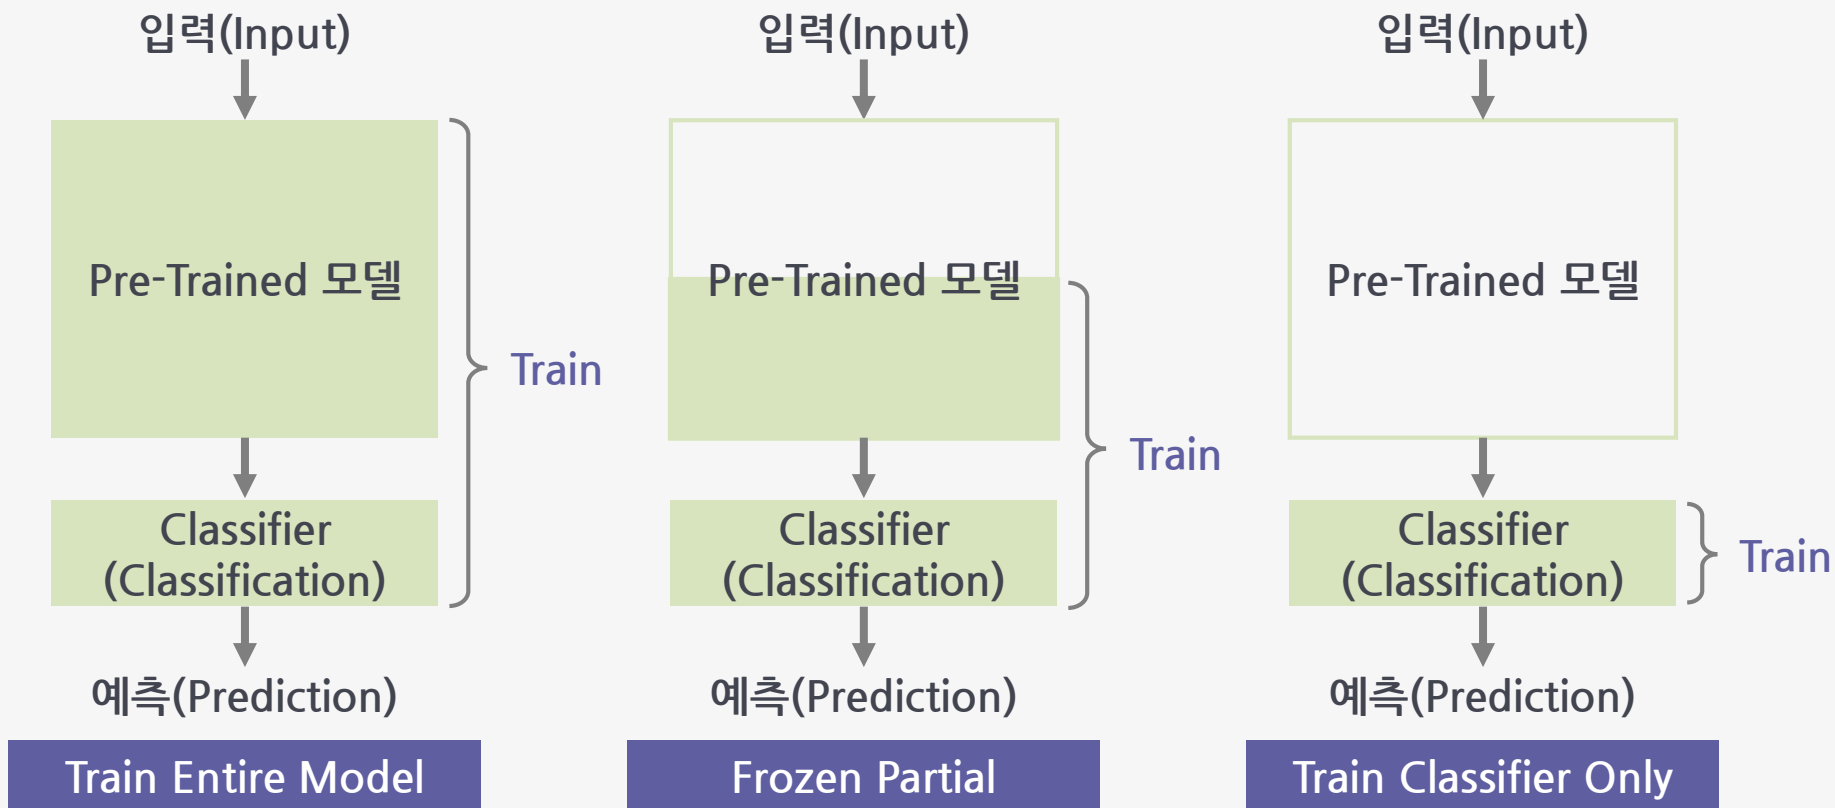 입력(Input)
Pre-Trained 모델
Train
Classifier
(Classification)
예측(Prediction)
Train Entire Model
입력(Input)
Pre-Trained 모델
Train
Classifier
(Classification)
예측(Prediction)
Frozen Partial
입력(Input)
Pre-Trained 모델
Classifier
(Classification)
Train
예측(Prediction)
Train Classifier Only